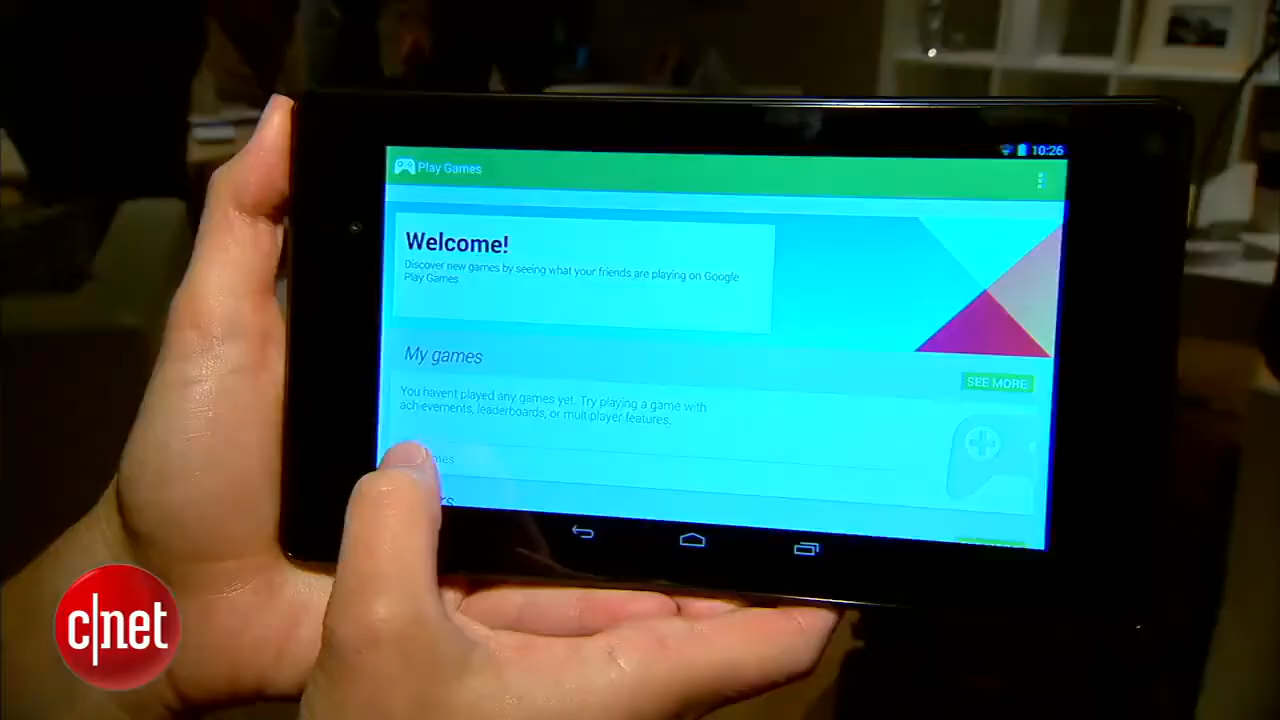 10:26
Play Games
Welcome!
Discover new games by seeing what your friends are playing on Google
Play Games
My games
SEE MORE
You havent played any games yet. Try playing a game with
achievements, leaderboards, or multiplayer features.
c|net